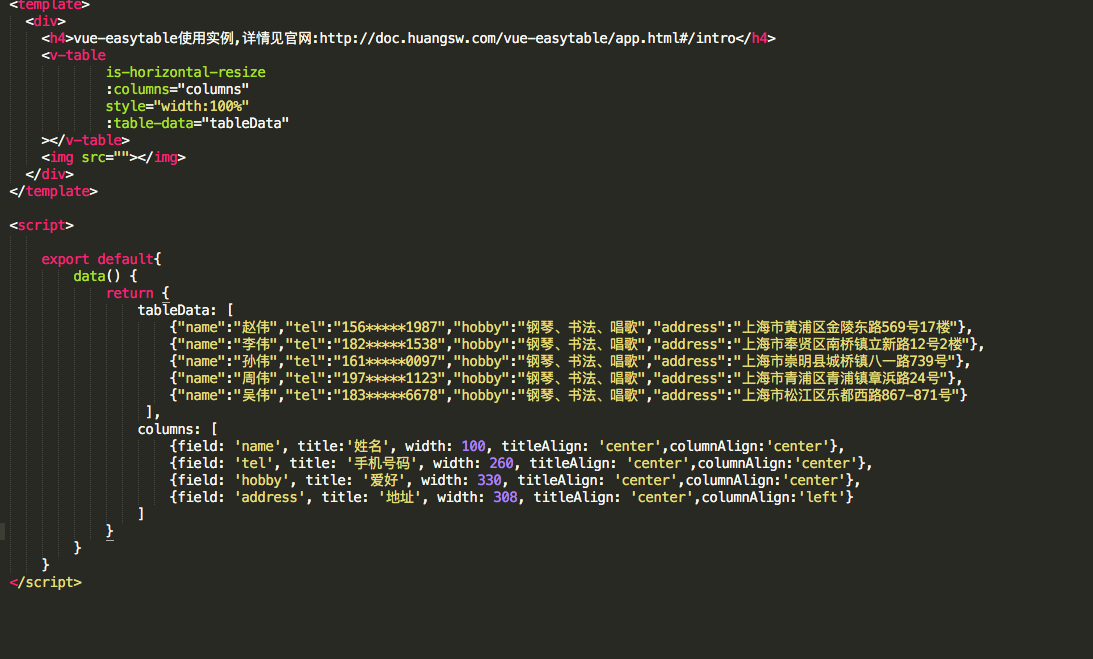 <template>
<div>
<h4>vue-easytable使用实例,详情见官网:http://doc.huangsw.com/vue-easytable/app.html#/intro</h4>
<v-table
is-horizontal-resize
:columns="columns"
style="width:100%"
:table-data="tableData"
></v-table>
<img src=""></img>
</div>
</template>
<script>
export default{
data() {
return {
tableData: [
{"name":"赵伟","tel":"156*****1987","hobby":"钢琴、书法、唱歌","address":"上海市黄浦区金陵东路569号17楼"},
{"name":"李伟","tel":"182*****1538","hobby":"钢琴、书法、唱歌","address":"上海市奉贤区南桥镇立新路12号2楼"},
{"name":"孙伟","tel":"161*****0097","hobby":"钢琴、书法、唱歌","address":"上海市崇明县城桥镇八一路739号"},
{"name":"周伟","tel":"197*****1123","hobby":"钢琴、书法、唱歌","address":"上海市青浦区青浦镇章浜路24号"},
{"name":"吴伟","tel":"183*****6678","hobby":"钢琴、书法、唱歌","address":"上海市松江区乐都西路867-871号"}
],
columns: [
{field: 'name', title:'姓名', width: 100, titleAlign: 'center',columnAlign:'center'},
{field: 'tel', title: '手机号码', width: 260, titleAlign: 'center',columnAlign:'center'},
{field: 'hobby', title: '爱好', width: 330, titleAlign: 'center',columnAlign:'center'},
{field: 'address', title: '地址', width: 308, titleAlign: 'center',columnAlign:'left'}
]
}
}
}
</script>